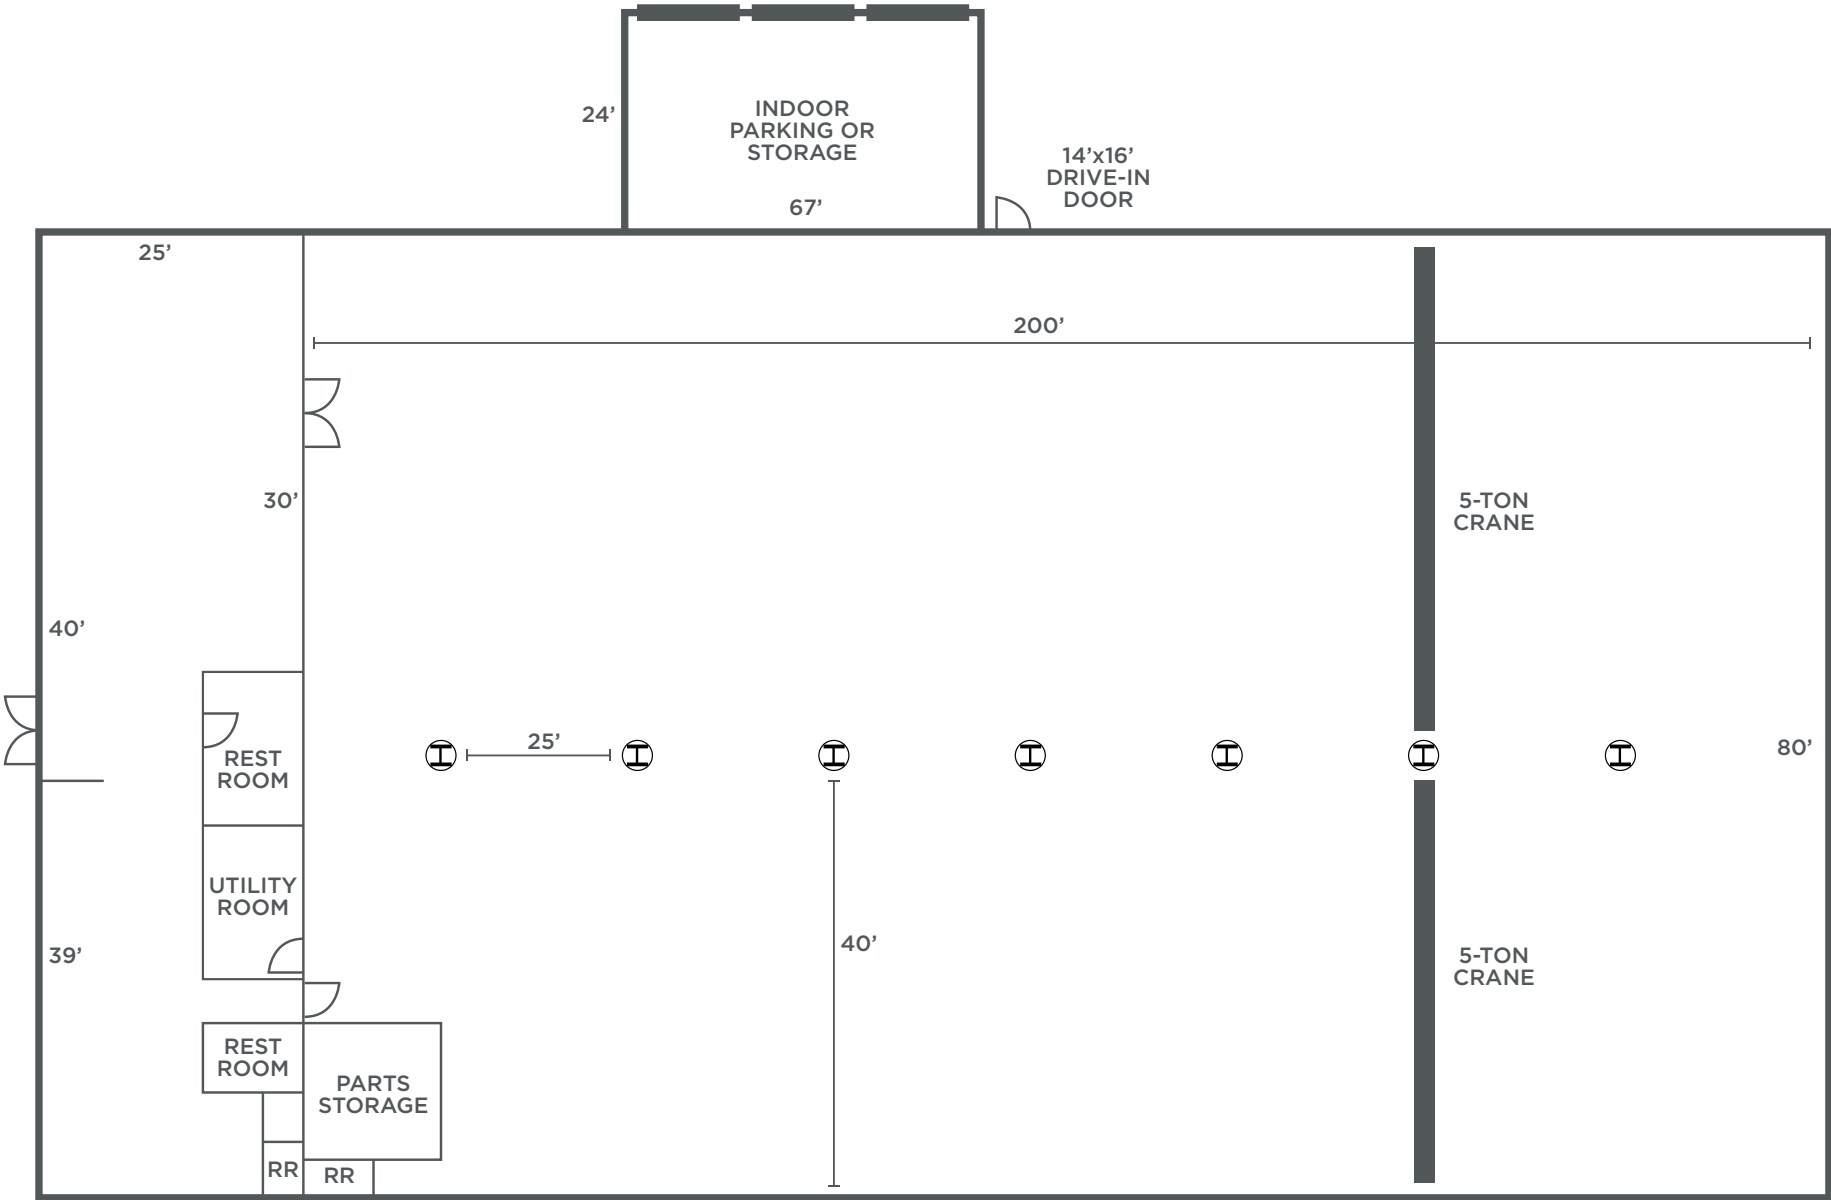 24’
INDOOR
PARKING OR
STORAGE
67’
14’x16’
DRIVE-IN
DOOR
25’
200’
30’
5-TON
CRANE
40’
25’
80’
REST
ROOM
UTILITY
ROOM
39’
40’
5-TON
CRANE
REST
ROOM
PARTS
STORAGE
RR
RR